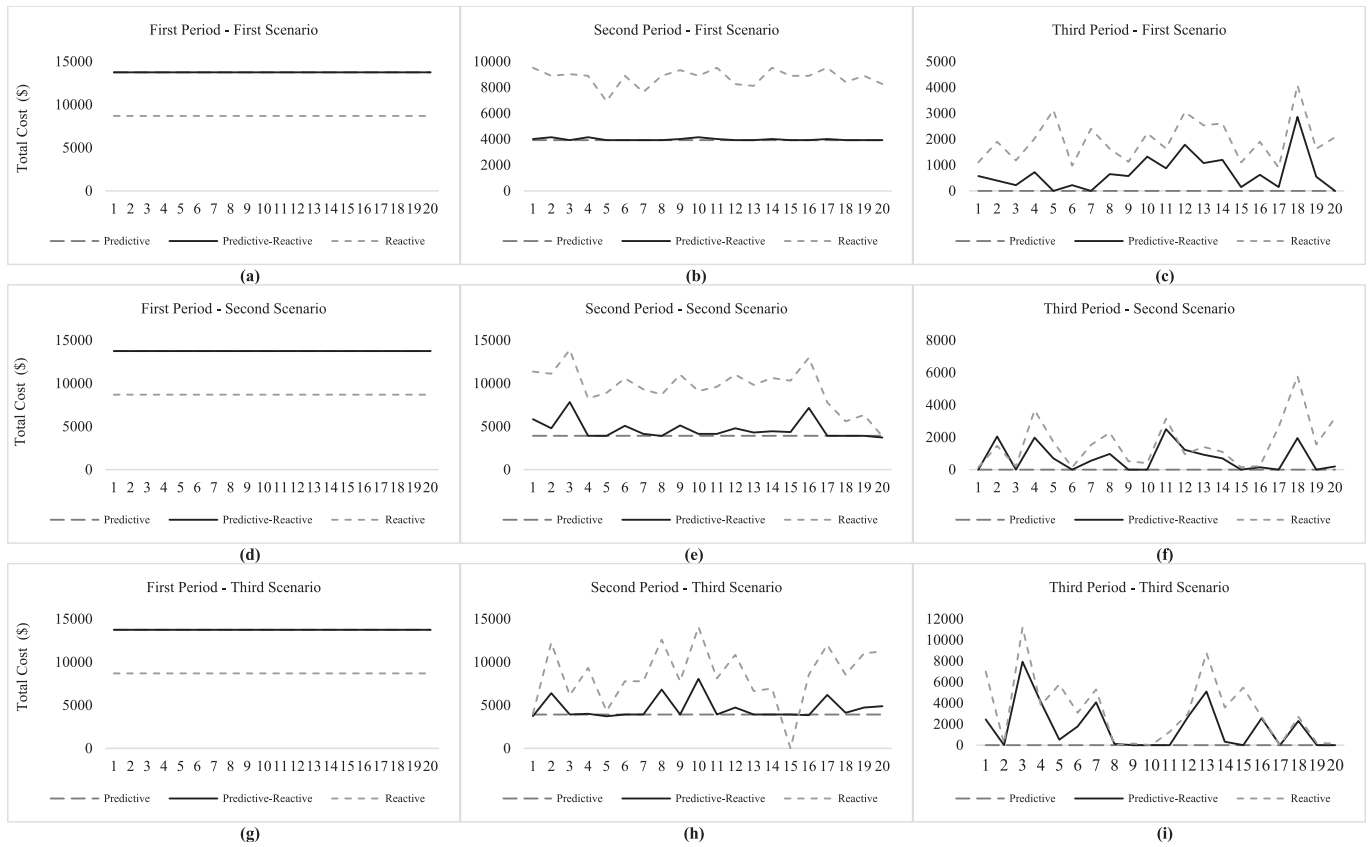 First Period - First Scenario
Total Cost ($)
15000
10000
5000
0
1 2 3 4 5 6 7 8 9 10 11 12 13 14 15 16 17 18 19 20
Predictive Predictive-Reactive Reactive
(a)
Second Period - First Scenario
10000
8000
6000
4000
2000
0
1 2 3 4 5 6 7 8 9 10 11 12 13 14 15 16 17 18 19 20
Predictive Predictive-Reactive Reactive
(b)
Third Period - First Scenario
5000
4000
3000
2000
1000
0
1 2 3 4 5 6 7 8 9 10 11 12 13 14 15 16 17 18 19 20
Predictive Predictive-Reactive Reactive
(c)
First Period - Second Scenario
Total Cost ($)
15000
10000
5000
0
1 2 3 4 5 6 7 8 9 10 11 12 13 14 15 16 17 18 19 20
Predictive Predictive-Reactive Reactive
(d)
Second Period - Second Scenario
15000
10000
5000
0
1 2 3 4 5 6 7 8 9 10 11 12 13 14 15 16 17 18 19 20
Predictive Predictive-Reactive Reactive
(e)
Third Period - Second Scenario
8000
6000
4000
2000
0
1 2 3 4 5 6 7 8 9 10 11 12 13 14 15 16 17 18 19 20
Predictive Predictive-Reactive Reactive
(f)
First Period - Third Scenario
Total Cost ($)
15000
10000
5000
0
1 2 3 4 5 6 7 8 9 10 11 12 13 14 15 16 17 18 19 20
Predictive Predictive-Reactive Reactive
(g)
Second Period - Third Scenario
15000
10000
5000
0
1 2 3 4 5 6 7 8 9 10 11 12 13 14 15 16 17 18 19 20
Predictive Predictive-Reactive Reactive
(h)
Third Period - Third Scenario
12000
10000
8000
6000
4000
2000
0
1 2 3 4 5 6 7 8 9 10 11 12 13 14 15 16 17 18 19 20
Predictive Predictive-Reactive Reactive
(i)